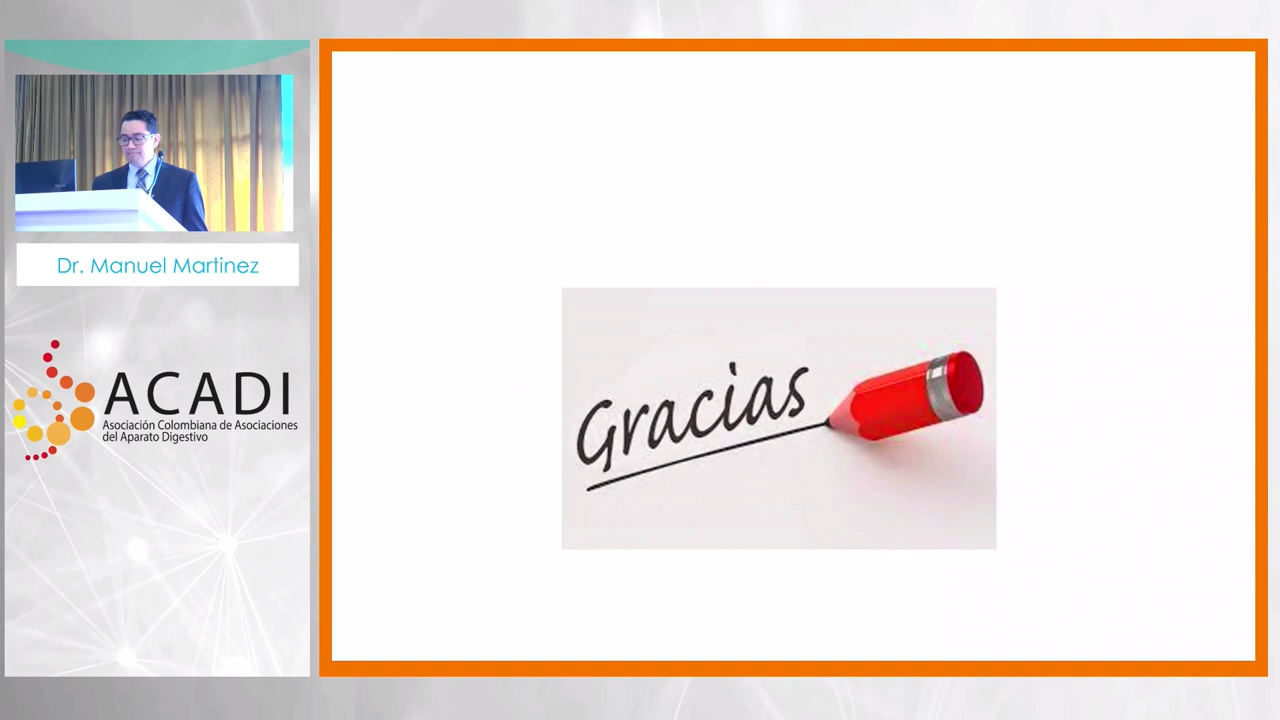 Dr. Manuel Martinez
ACADI
Asociación Colombiana de Asociaciones
del Aparato Digestivo
Gracias